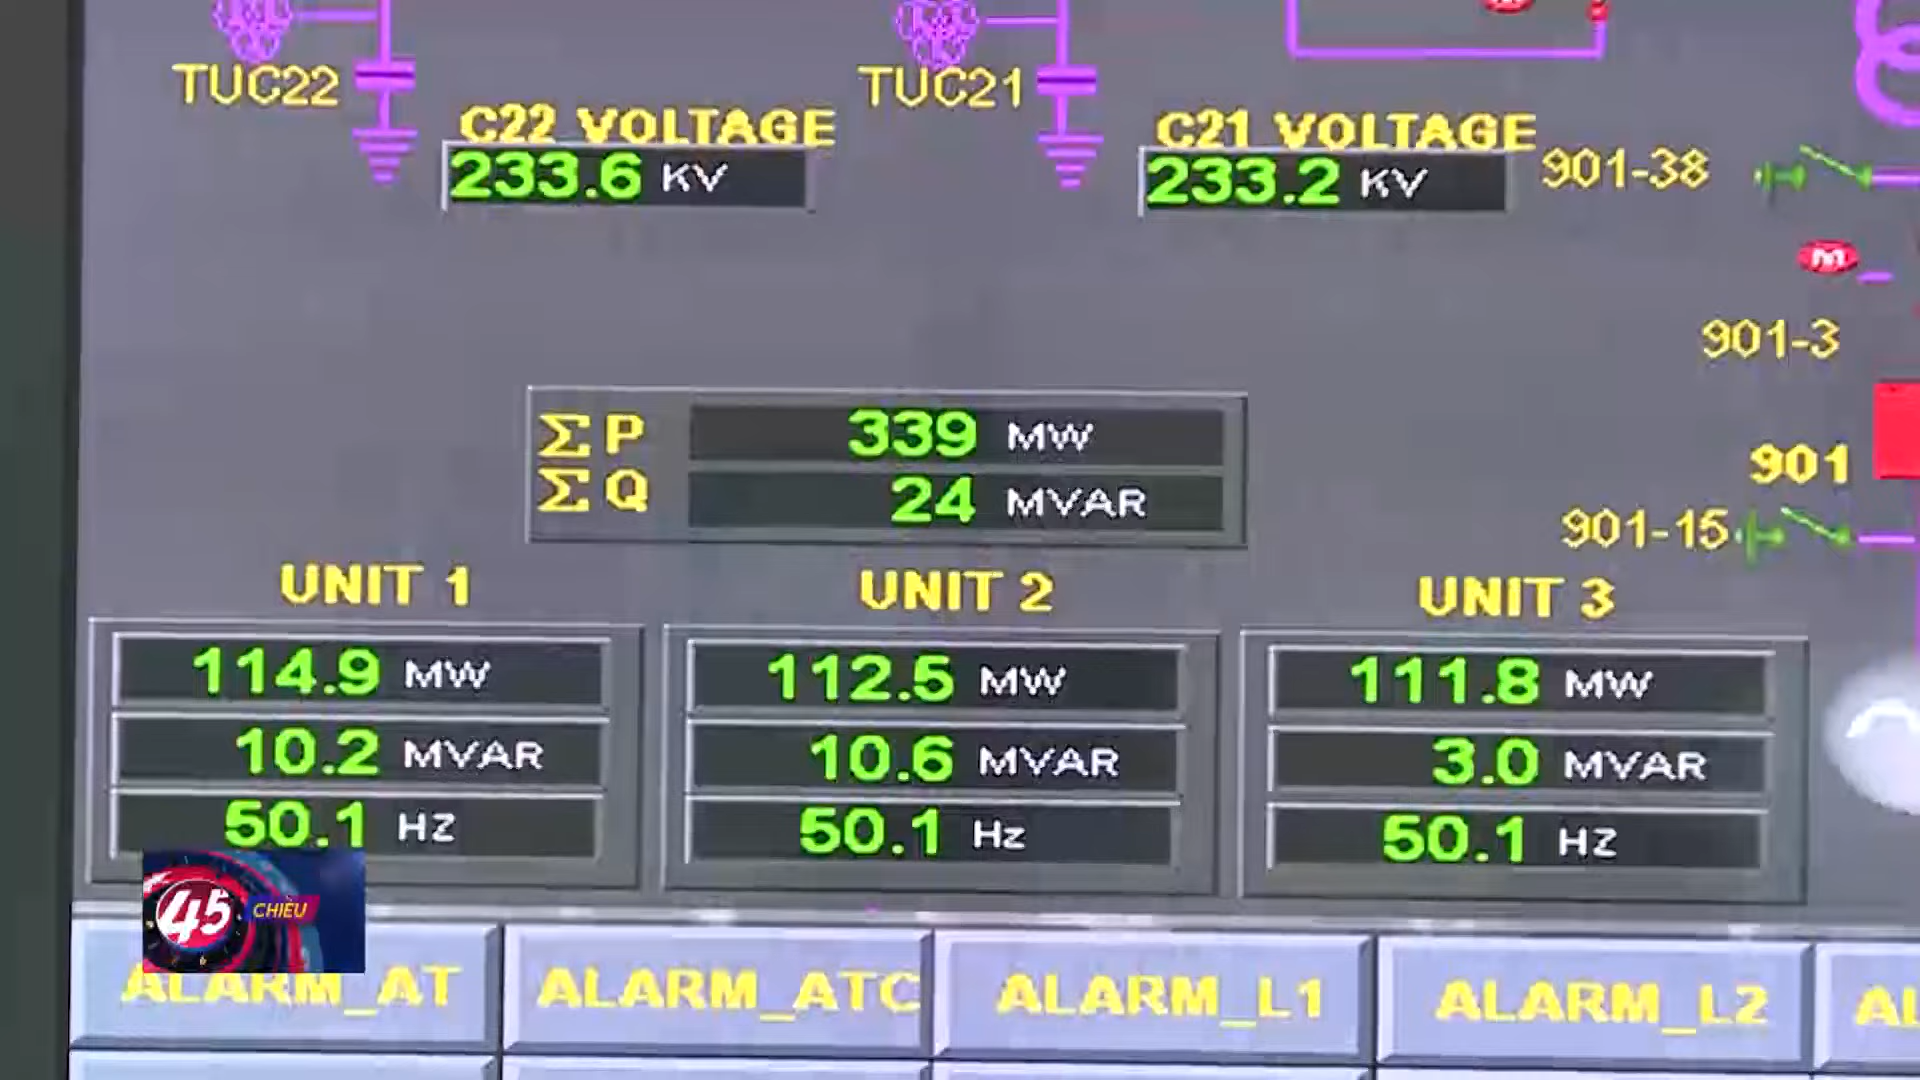 TUC22
TUC21
C22 VOLTAGE
233.6 KV
C21 VOLTAGE
233.2 KV
901-38
M
901-3
Σ P 339 MW
Σ Q 24 MVAR
901
901-15
UNIT 1
UNIT 2
UNIT 3
114.9 MW
10.2 MVAR
50.1 HZ
112.5 MW
10.6 MVAR
50.1 Hz
111.8 MW
3.0 MVAR
50.1 HZ
45 CHIỀU
ALARM_AT
ALARM_ATC
ALARM_L1
ALARM_L2